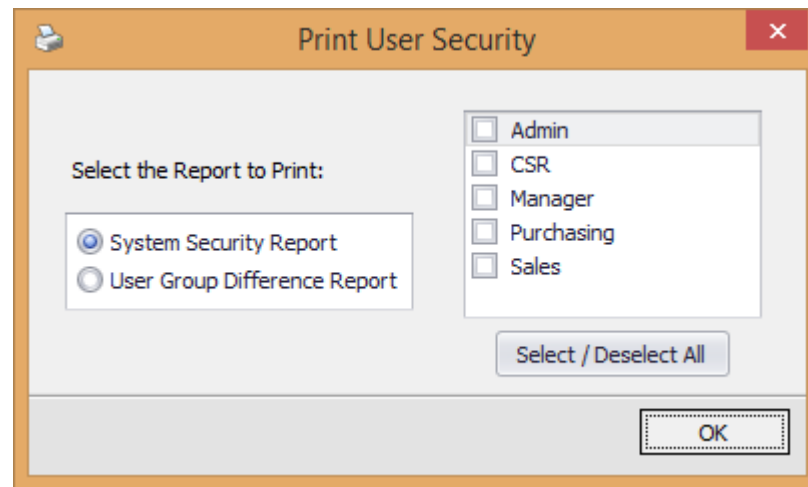 Print User Security
Select the Report to Print:
System Security Report
User Group Difference Report
Admin
CSR
Manager
Purchasing
Sales
Select / Deselect All
OK